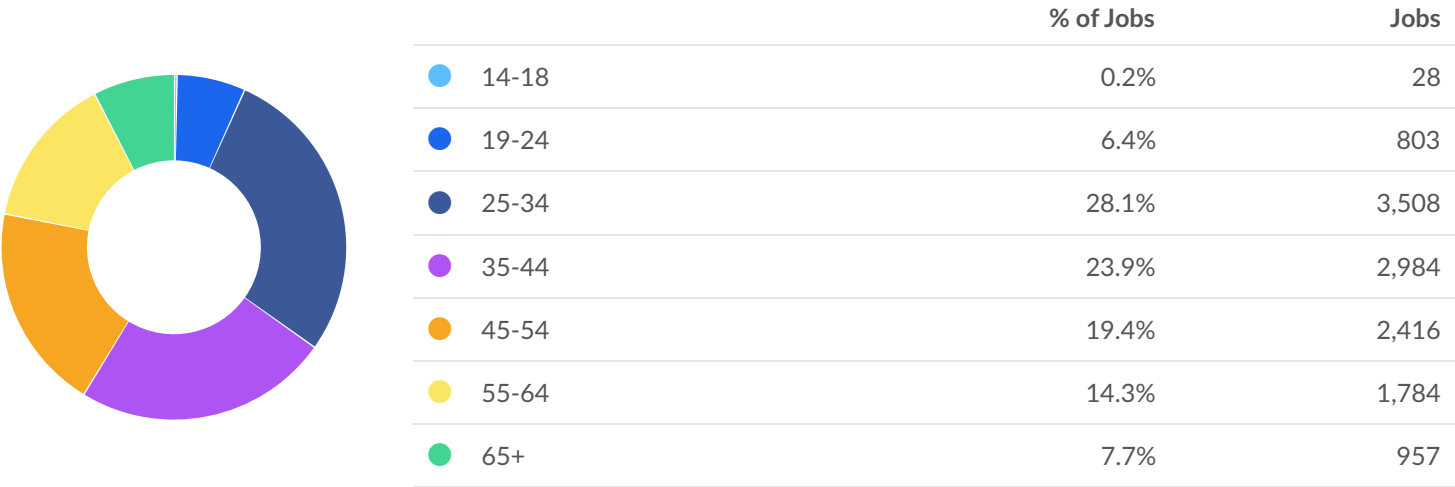 % of Jobs Jobs
14-18 0.2% 28
19-24 6.4% 803
25-34 28.1% 3,508
35-44 23.9% 2,984
45-54 19.4% 2,416
55-64 14.3% 1,784
65+ 7.7% 957